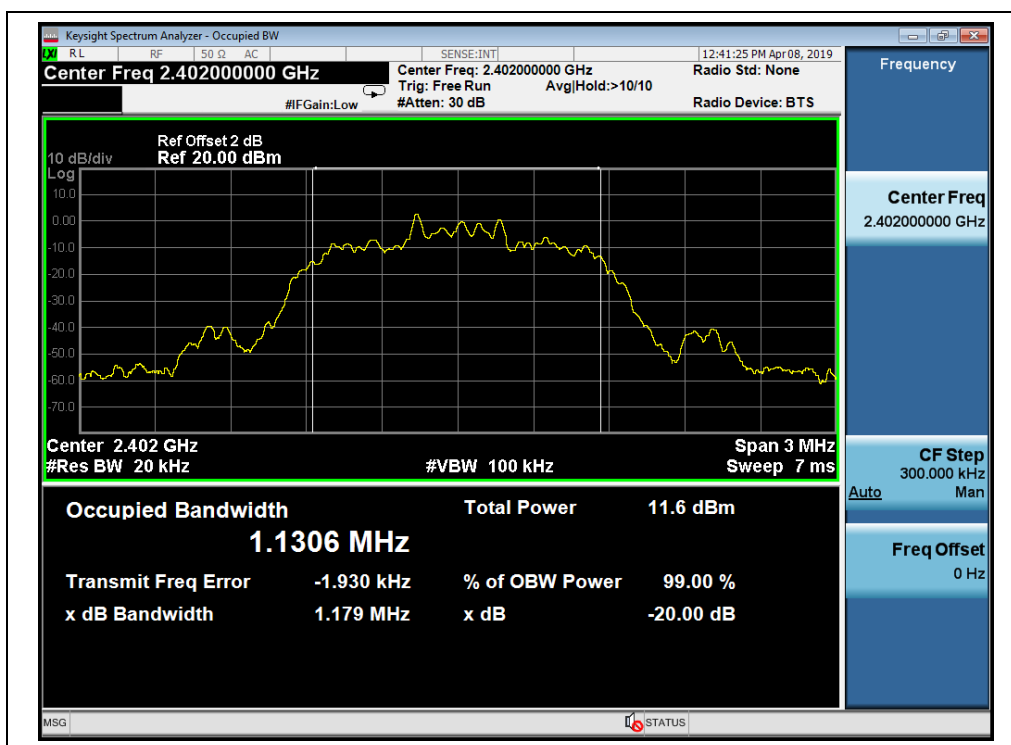 Keysight Spectrum Analyzer - Occupied BW
LXI RL RF 50 Ω AC SENSE:INT 12:41:25 PM Apr 08, 2019
Center Freq 2.402000000 GHz
Center Freq: 2.402000000 GHz Radio Std: None
Trig: Free Run Avg|Hold:>10/10
#IFGain:Low #Atten: 30 dB Radio Device: BTS
Frequency
Ref Offset 2 dB
10 dB/div Ref 20.00 dBm
Log
10.0
0.00
-10.0
-20.0
-30.0
-40.0
-50.0
-60.0
-70.0
Center 2.402 GHz Span 3 MHz
#Res BW 20 kHz #VBW 100 kHz Sweep 7 ms
Center Freq
2.402000000 GHz
CF Step
300.000 kHz
Auto Man
Freq Offset
0 Hz
Occupied Bandwidth Total Power 11.6 dBm
1.1306 MHz
Transmit Freq Error -1.930 kHz % of OBW Power 99.00 %
x dB Bandwidth 1.179 MHz x dB -20.00 dB
MSG STATUS